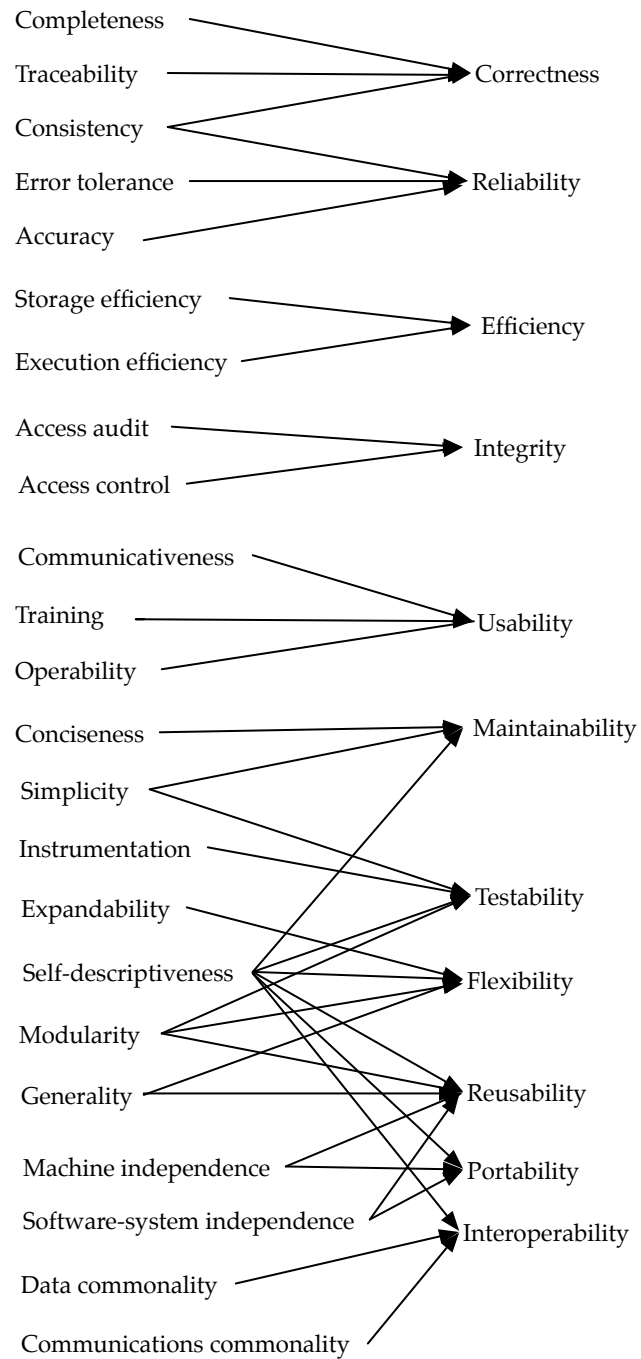 Completeness
Traceability
Correctness
Consistency
Error tolerance
Reliability
Accuracy
Storage efficiency
Efficiency
Execution efficiency
Access audit
Integrity
Access control
Communicativeness
Training
Usability
Operability
Conciseness
Maintainability
Simplicity
Instrumentation
Testability
Expandability
Self-descriptiveness
Flexibility
Modularity
Generality
Reusability
Machine independence
Portability
Software-system independence
Interoperability
Data commonality
Communications commonality